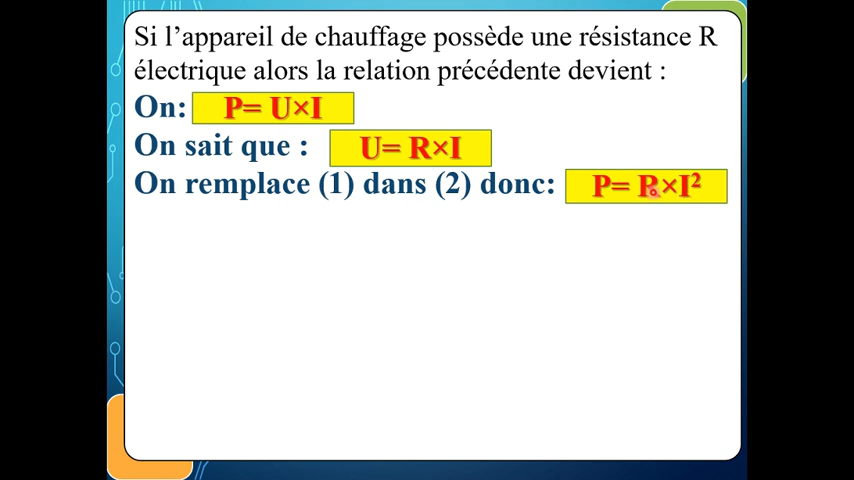 Si l’appareil de chauffage possède une résistance R
électrique alors la relation précédente devient :
On: P= U×I
On sait que : U= R×I
On remplace (1) dans (2) donc: P= R×I²